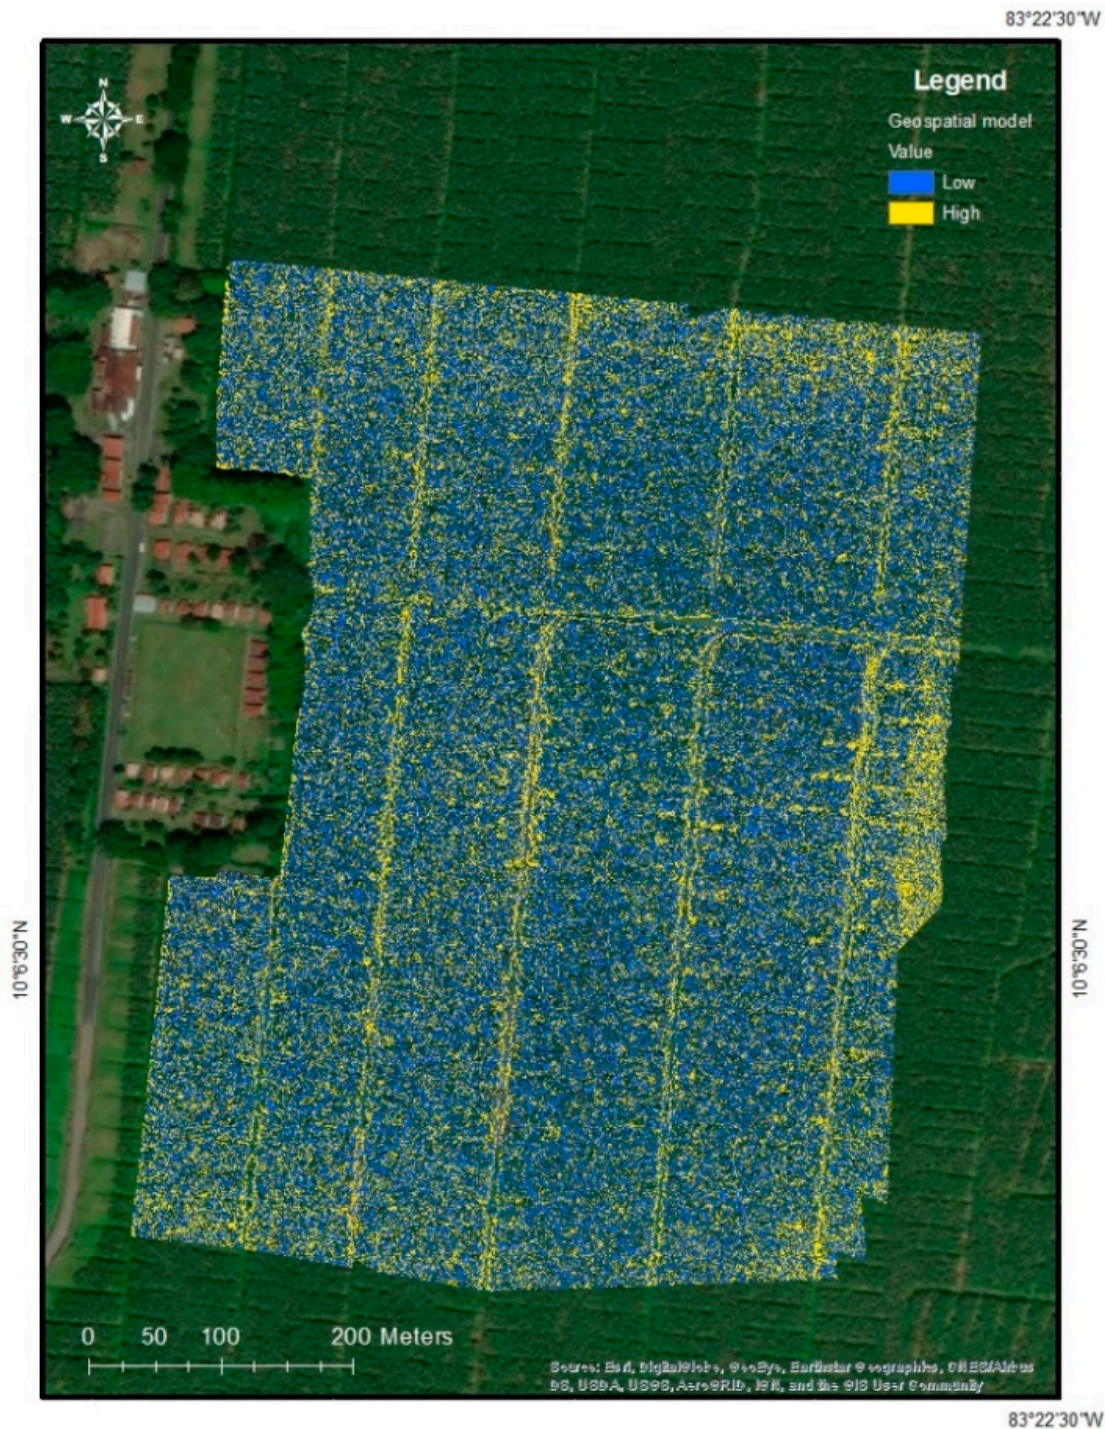 83°22'30"W
N
W
E
S
Legend
Geospatial model
Value
Low
High
10°6'30"N
10°6'30"N
0 50 100 200 Meters
Source: Esri, DigitalGlobe, GeoEye, Earthstar Geographics, CNES/Airbus
DS, USDA, USGS, AeroGRID, IGN, and the GIS User Community
83°22'30"W